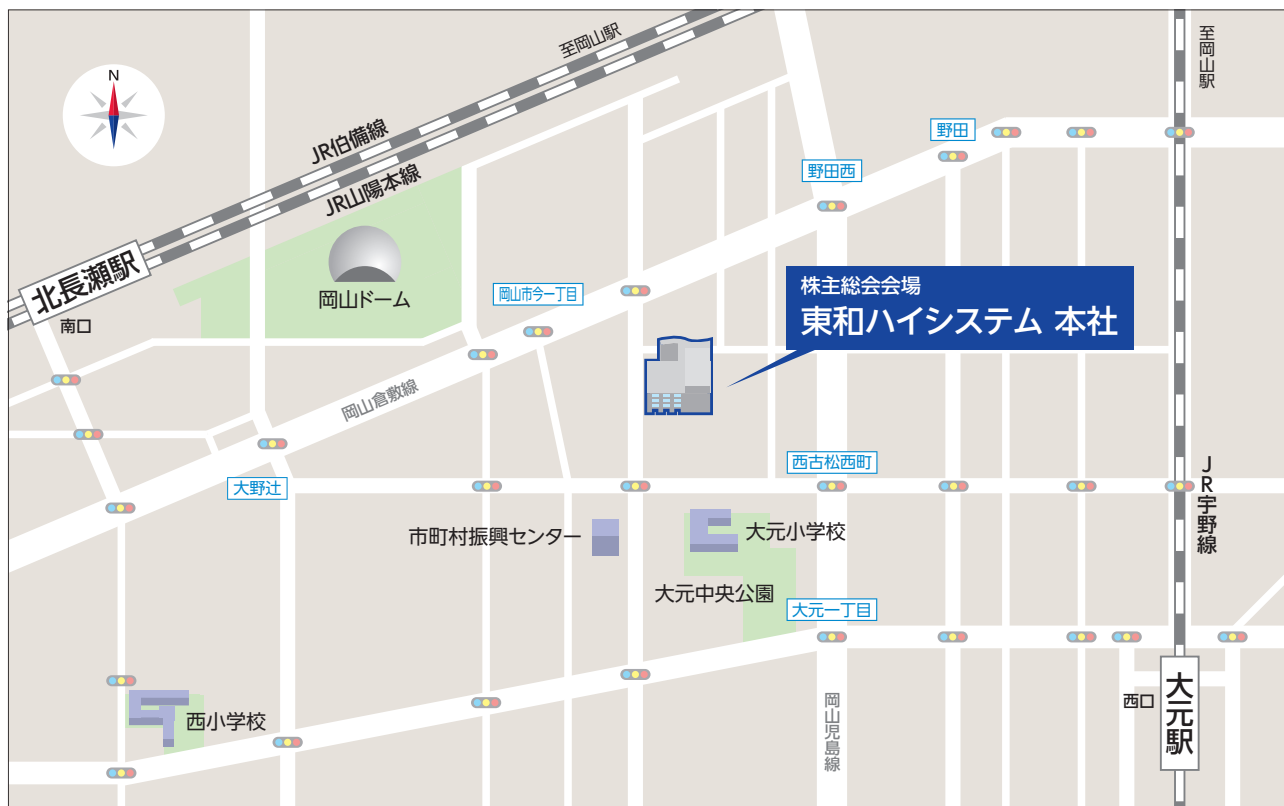 至岡山駅
至岡山駅
N
JR伯備線
JR山陽本線
野田
野田西
北長瀬駅
南口
岡山ドーム
岡山市今一丁目
株主総会会場
東和ハイシステム 本社
岡山倉敷線
大野辻
西古松西町
JR宇野線
市町村振興センター
大元小学校
大元中央公園
大元一丁目
西小学校
岡山児島線
西口
大元駅